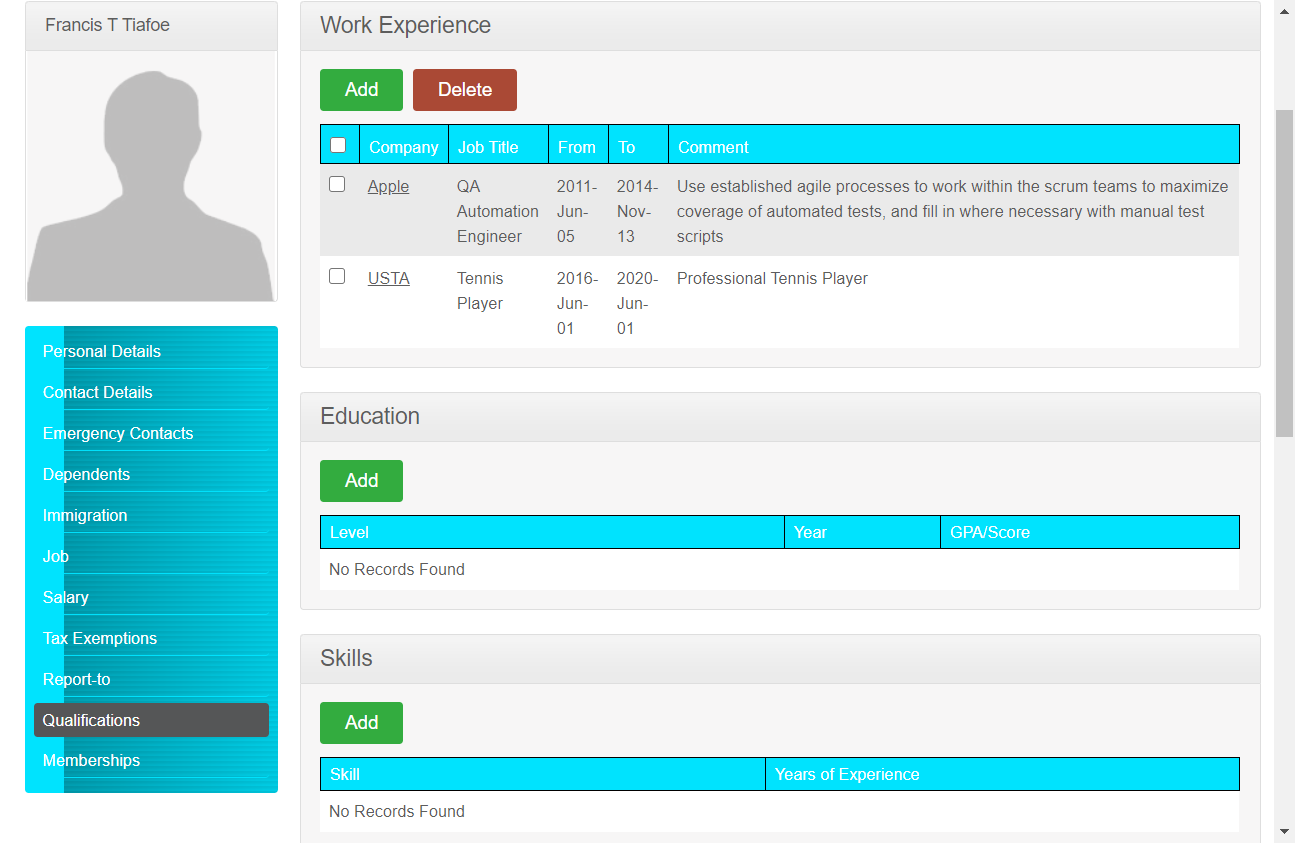 Francis T Tiafoe
Personal Details
Contact Details
Emergency Contacts
Dependents
Immigration
Job
Salary
Tax Exemptions
Report-to
Qualifications
Memberships
Work Experience
Add Delete
Company Job Title From To Comment
Apple QA 2011- 2014- Use established agile processes to work within the scrum teams to maximize
Automation Jun- Nov- coverage of automated tests, and fill in where necessary with manual test
Engineer 05 13 scripts
USTA Tennis 2016- 2020- Professional Tennis Player
Player Jun- Jun-
01 01
Education
Add
Level Year GPA/Score
No Records Found
Skills
Add
Skill Years of Experience
No Records Found